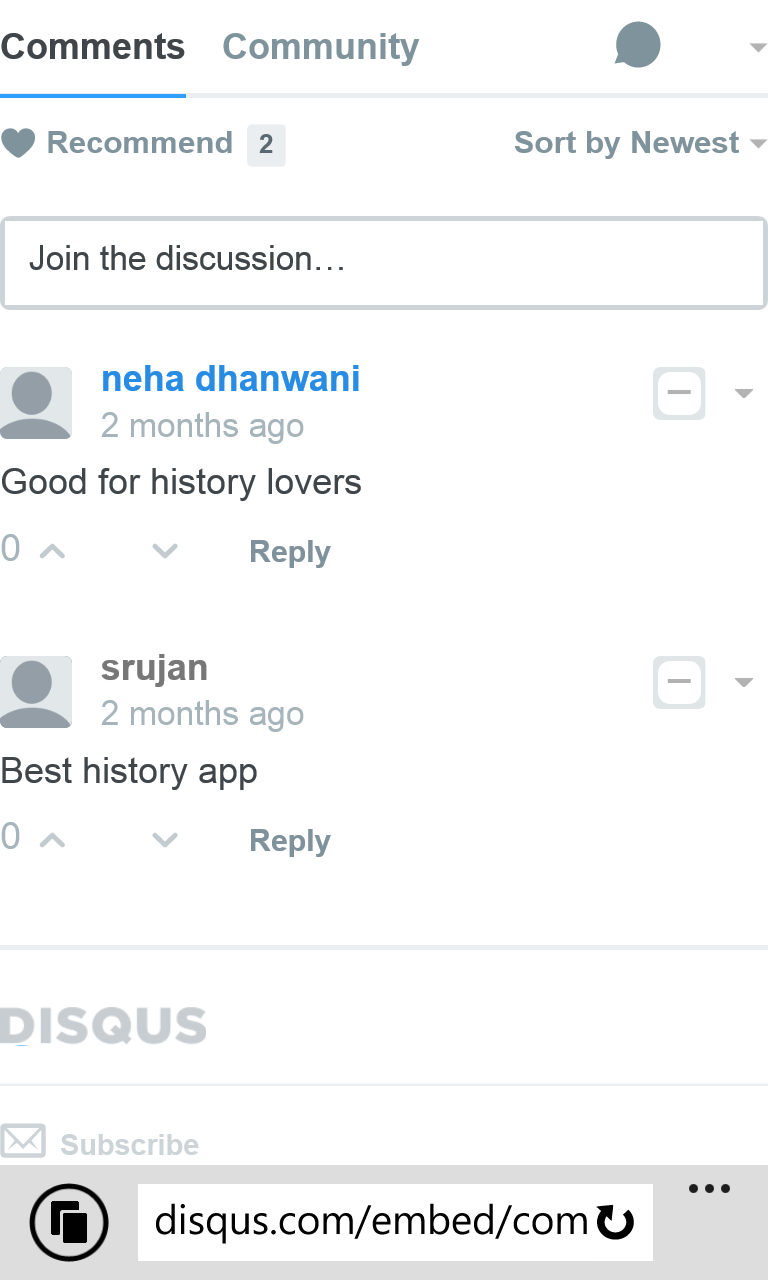 Comments Community
Recommend 2 Sort by Newest
Join the discussion…
neha dhanwani
2 months ago
Good for history lovers
0 Reply
srujan
2 months ago
Best history app
0 Reply
DISQUS
Subscribe
disqus.com/embed/com